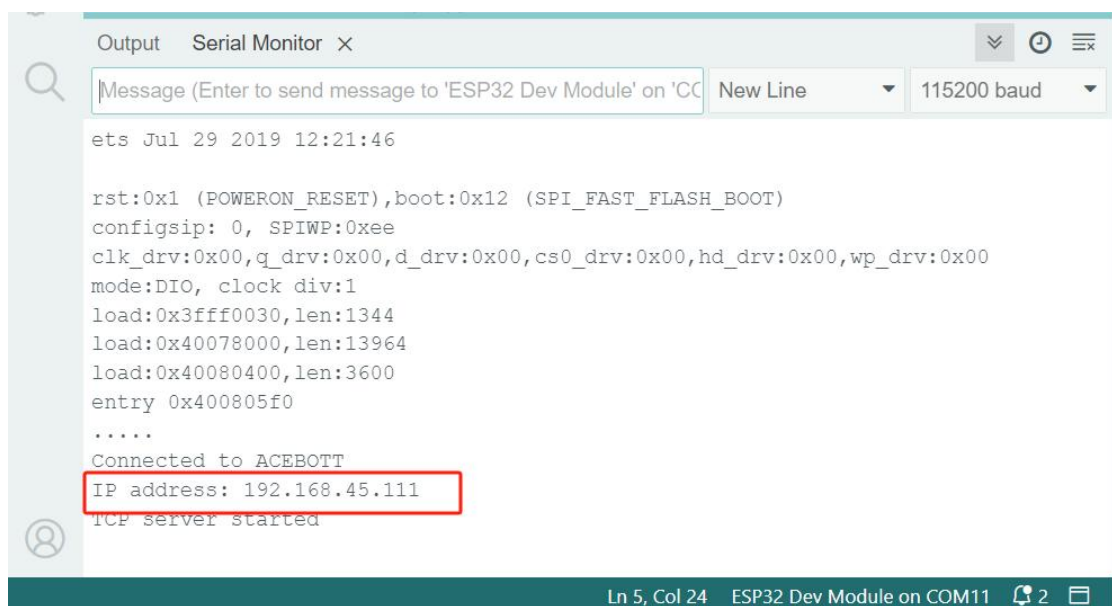 Output Serial Monitor ×
Message (Enter to send message to 'ESP32 Dev Module' on 'CO New Line 115200 baud
ets Jul 29 2019 12:21:46
rst:0x1 (POWERON_RESET),boot:0x12 (SPI_FAST_FLASH_BOOT)
configsip: 0, SPIWP:0xee
clk_drv:0x00,q_drv:0x00,d_drv:0x00,cs0_drv:0x00,hd_drv:0x00,wp_drv:0x00
mode:DIO, clock div:1
load:0x3fff0030,len:1344
load:0x40078000,len:13964
load:0x40080400,len:3600
entry 0x400805f0
.....
Connected to ACEBOTT
IP address: 192.168.45.111
TCP server started
Ln 5, Col 24 ESP32 Dev Module on COM11 2